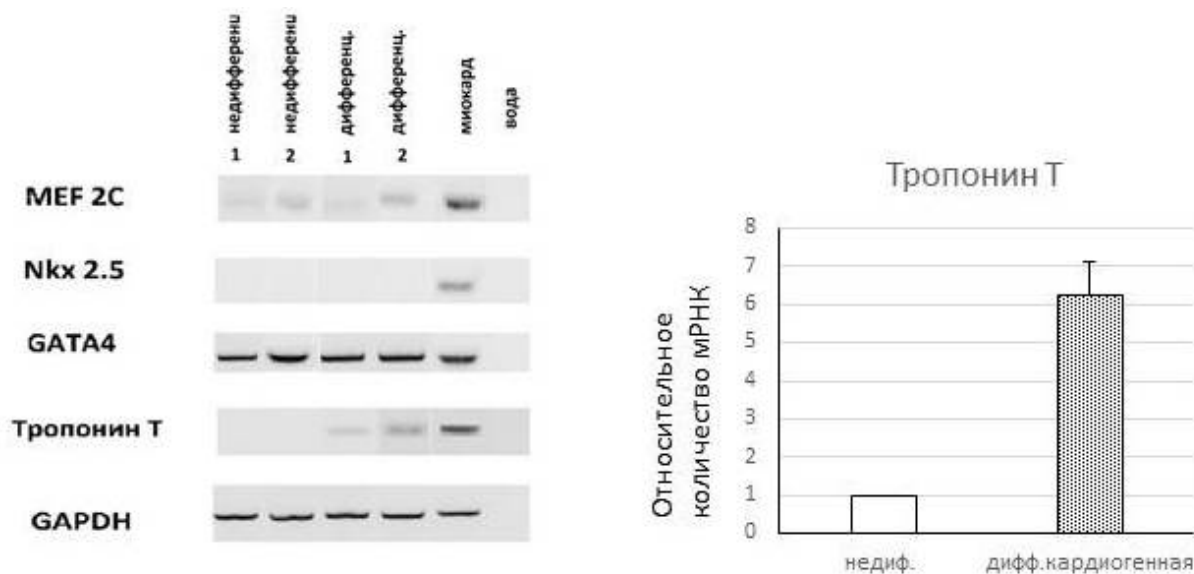 недифференц
недифференц
дифференц.
дифференц.
миокард
вода
1
2
1
2
MEF 2C
Nkx 2.5
GATA4
Тропонин Т
GAPDH
Тропонин Т
Относительное
количество мРНК
8
7
6
5
4
3
2
1
0
недиф.
дифф.кардиогенная